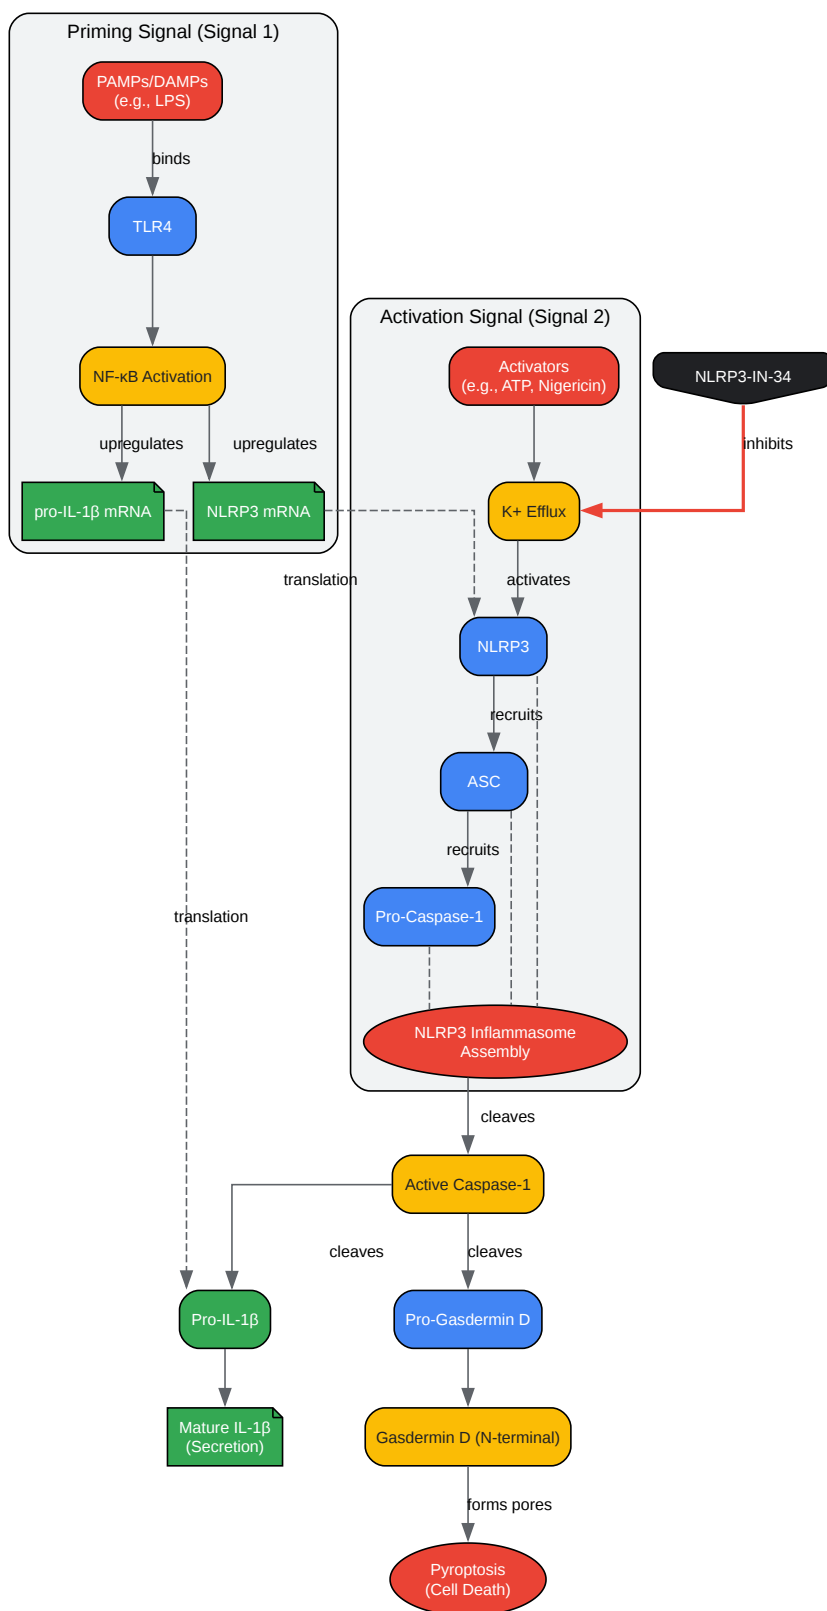 Priming Signal (Signal 1)
PAMPs/DAMPs
(e.g., LPS)
binds
TLR4
NF-κB Activation
upregulates
upregulates
pro-IL-1β mRNA
NLRP3 mRNA
translation
translation
Activation Signal (Signal 2)
Activators
(e.g., ATP, Nigericin)
NLRP3-IN-34
inhibits
K+ Efflux
activates
NLRP3
recruits
ASC
recruits
Pro-Caspase-1
NLRP3 Inflammasome
Assembly
cleaves
Active Caspase-1
cleaves
cleaves
Pro-IL-1β
Pro-Gasdermin D
Mature IL-1β
(Secretion)
Gasdermin D (N-terminal)
forms pores
Pyroptosis
(Cell Death)